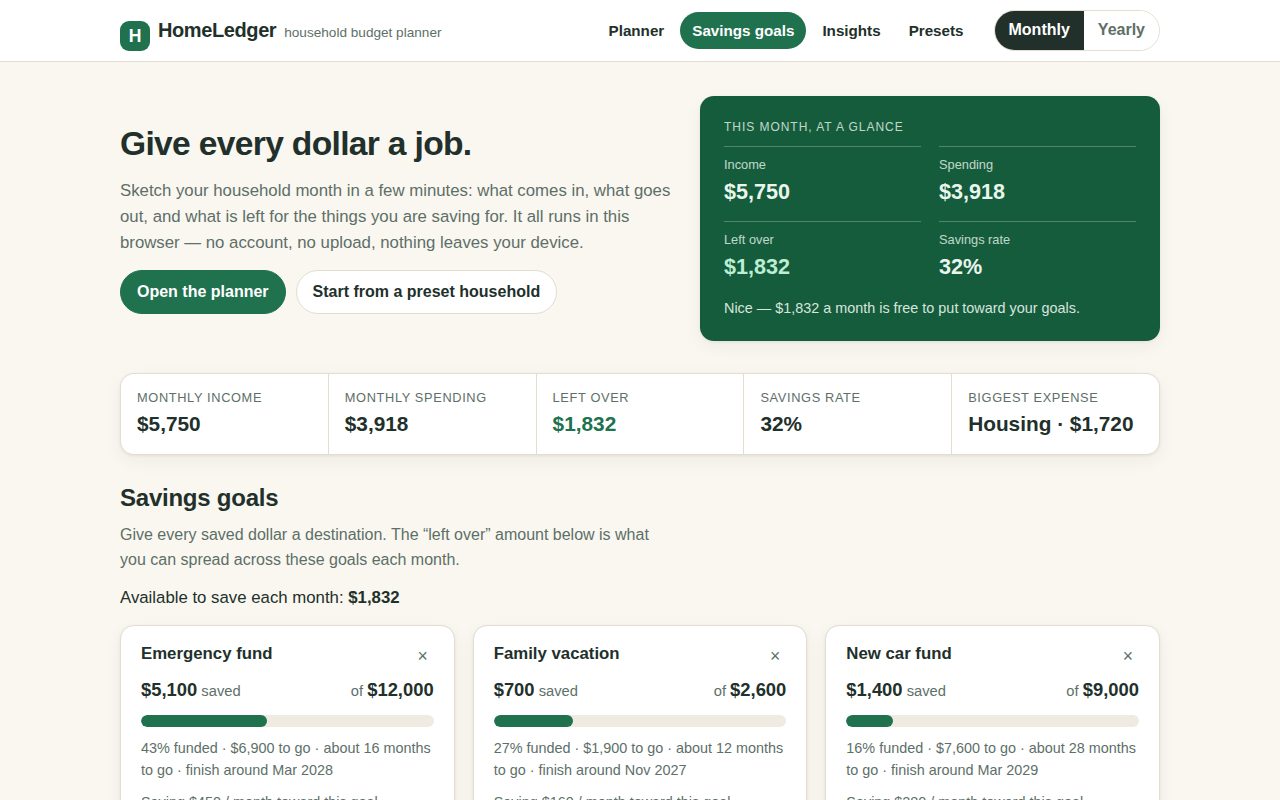 H HomeLedger household budget planner
Planner Savings goals Insights Presets Monthly Yearly
Give every dollar a job.
Sketch your household month in a few minutes: what comes in, what goes
out, and what is left for the things you are saving for. It all runs in this
browser — no account, no upload, nothing leaves your device.
Open the planner Start from a preset household
THIS MONTH, AT A GLANCE
Income Spending
$5,750 $3,918
Left over Savings rate
$1,832 32%
Nice — $1,832 a month is free to put toward your goals.
MONTHLY INCOME MONTHLY SPENDING LEFT OVER SAVINGS RATE BIGGEST EXPENSE
$5,750 $3,918 $1,832 32% Housing · $1,720
Savings goals
Give every saved dollar a destination. The “left over” amount below is what
you can spread across these goals each month.
Available to save each month: $1,832
Emergency fund ×
$5,100 saved of $12,000
43% funded · $6,900 to go · about 16 months
to go · finish around Mar 2028
Family vacation ×
$700 saved of $2,600
27% funded · $1,900 to go · about 12 months
to go · finish around Nov 2027
New car fund ×
$1,400 saved of $9,000
16% funded · $7,600 to go · about 28 months
to go · finish around Mar 2029